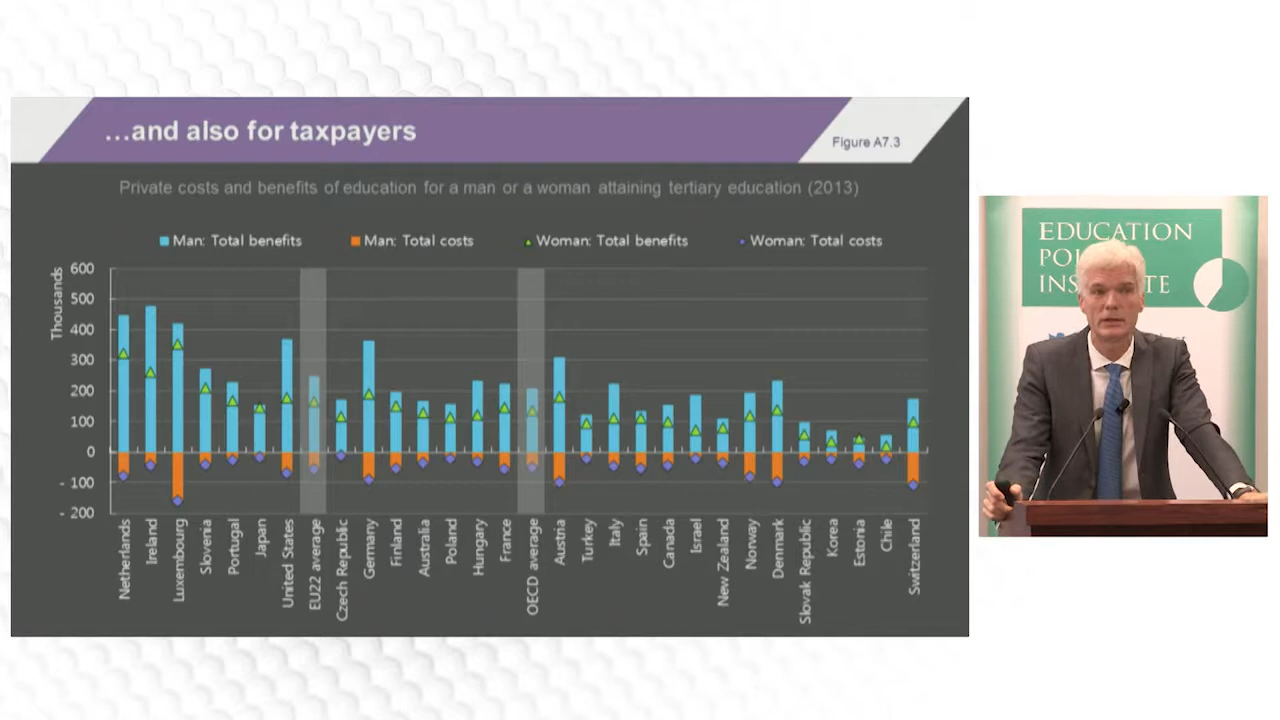 …and also for taxpayers
Figure A7.3
Private costs and benefits of education for a man or a woman attaining tertiary education (2013)
Man: Total benefits
Man: Total costs
Woman: Total benefits
Woman: Total costs
Thousands
600
500
400
300
200
100
0
- 100
- 200
Netherlands
Ireland
Luxembourg
Slovenia
Portugal
Japan
United States
EU22 average
Czech Republic
Germany
Finland
Australia
Poland
Hungary
France
OECD average
Austria
Turkey
Italy
Spain
Canada
Israel
New Zealand
Norway
Denmark
Slovak Republic
Korea
Estonia
Chile
Switzerland
EDUCATION